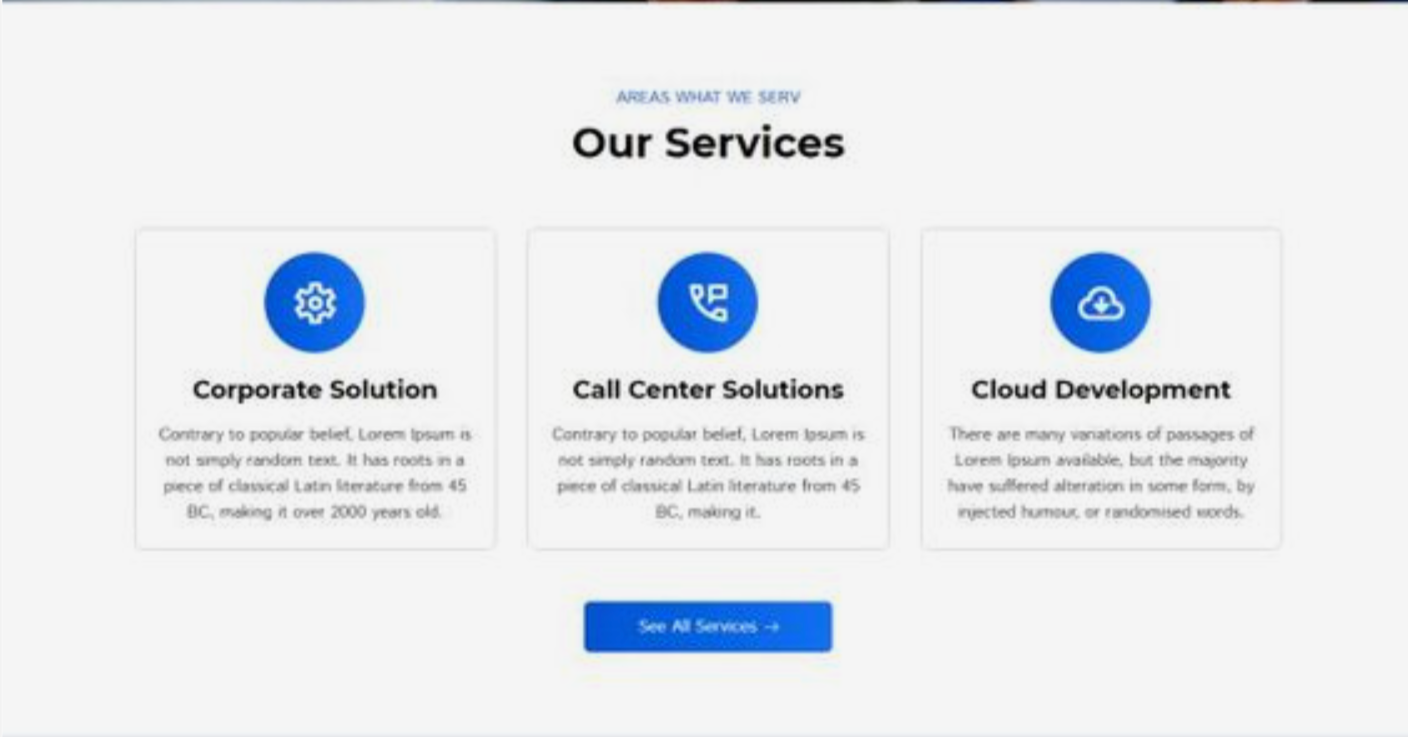 AREAS WHAT WE SERV
Our Services
Corporate Solution
Contrary to popular belief, Lorem Ipsum is
not simply random text. It has roots in a
piece of classical Latin literature from 45
BC, making it over 2000 years old.
Call Center Solutions
Contrary to popular belief, Lorem Ipsum is
not simply random text. It has roots in a
piece of classical Latin literature from 45
BC, making it.
Cloud Development
There are many variations of passages of
Lorem Ipsum available, but the majority
have suffered alteration in some form, by
injected humour, or randomised words.
See All Services →